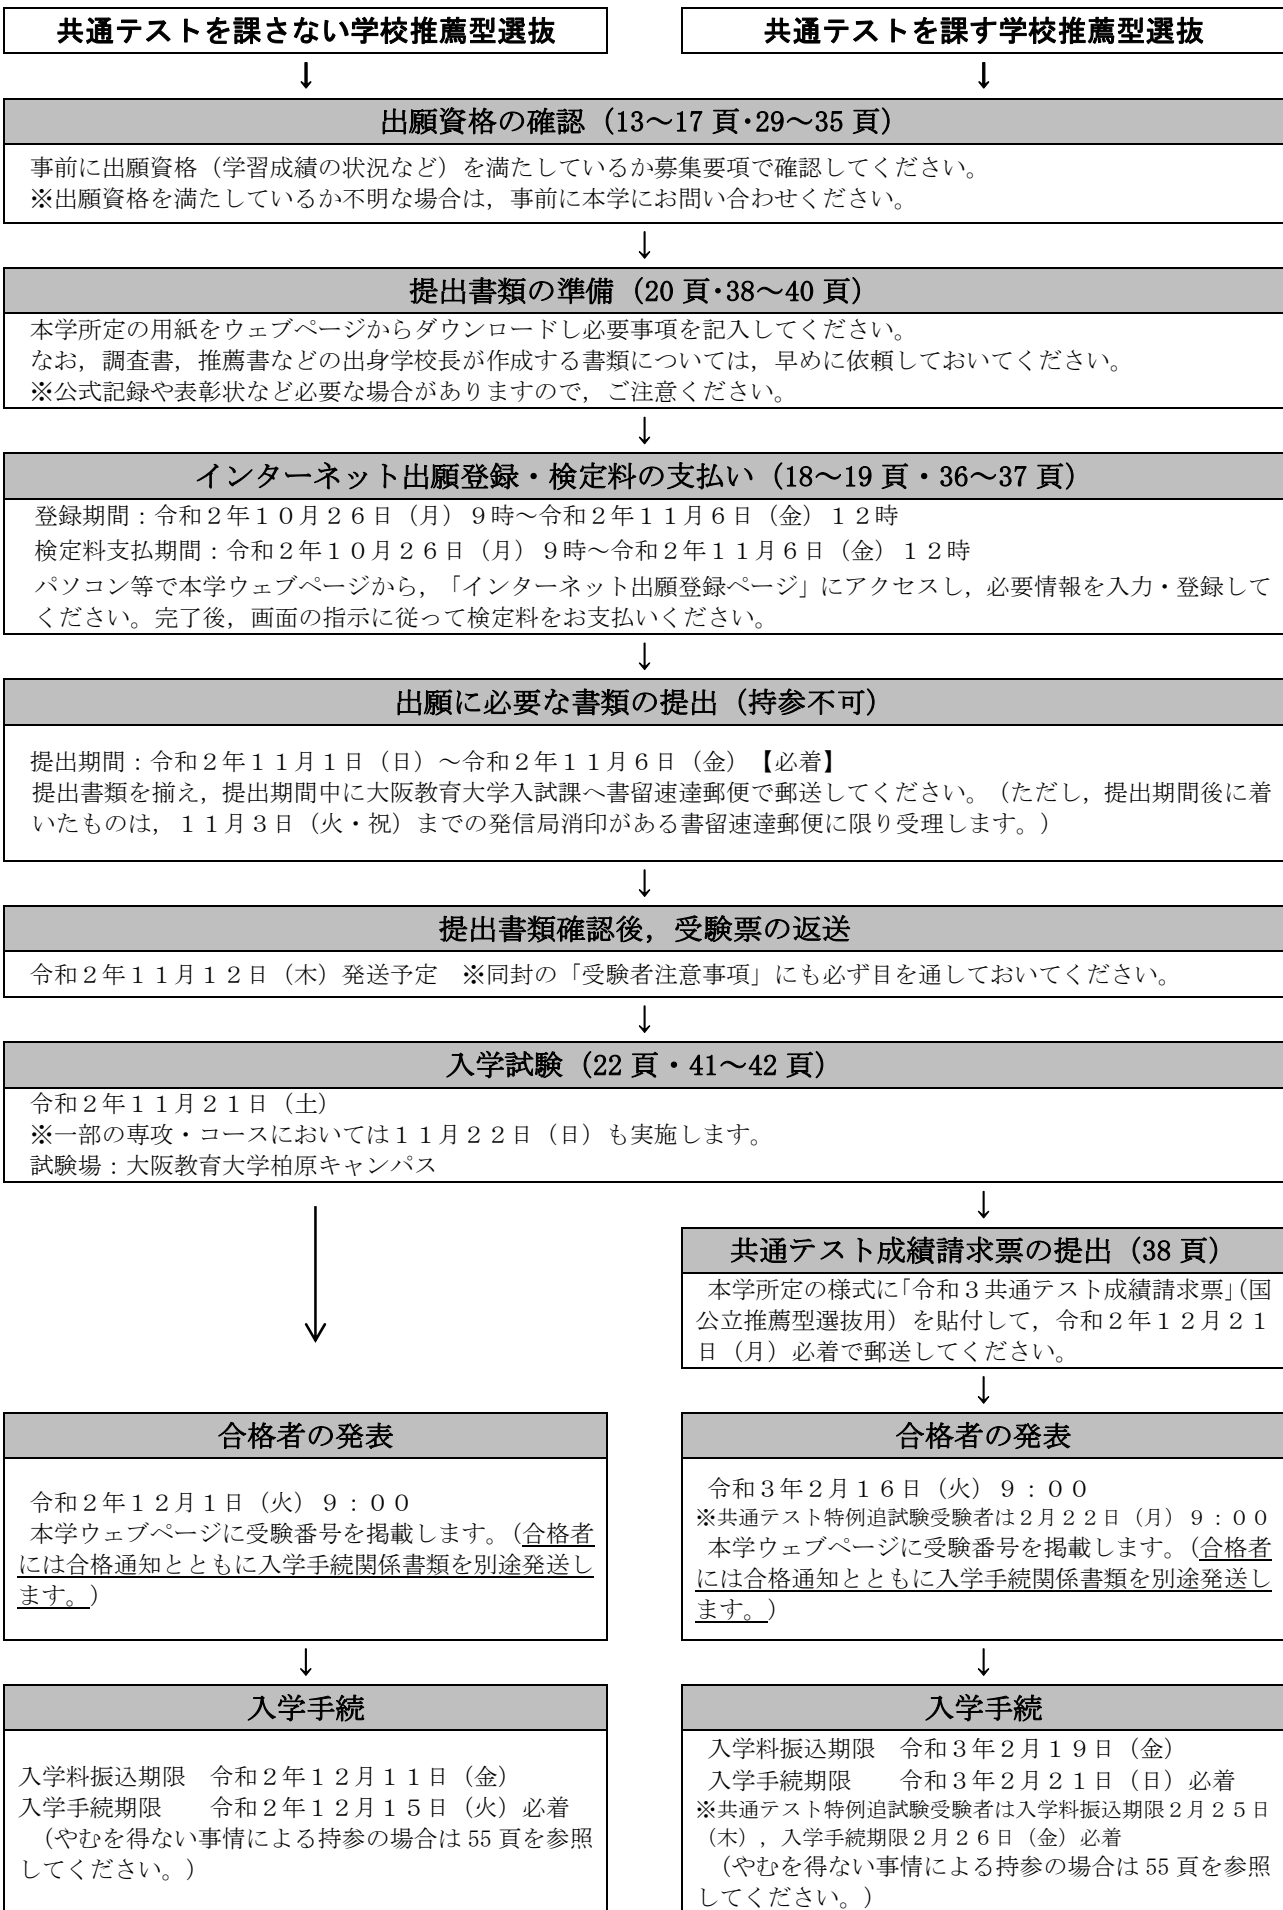 共通テストを課さない学校推薦型選抜
共通テストを課す学校推薦型選抜
↓
↓
出願資格の確認（13～17 頁・29～35 頁）
事前に出願資格（学習成績の状況など）を満たしているか募集要項で確認してください。
※出願資格を満たしているか不明な場合は，事前に本学にお問い合わせください。
↓
提出書類の準備（20 頁・38～40 頁）
本学所定の用紙をウェブページからダウンロードし必要事項を記入してください。
なお，調査書，推薦書などの出身学校長が作成する書類については，早めに依頼しておいてください。
※公式記録や表彰状など必要な場合がありますので，ご注意ください。
↓
インターネット出願登録・検定料の支払い（18～19 頁・36～37 頁）
登録期間：令和２年１０月２６日（月）９時～令和２年１１月６日（金）１２時
検定料支払期間：令和２年１０月２６日（月）９時～令和２年１１月６日（金）１２時
パソコン等で本学ウェブページから，「インターネット出願登録ページ」にアクセスし，必要情報を入力・登録して
ください。完了後，画面の指示に従って検定料をお支払いください。
↓
出願に必要な書類の提出（持参不可）
提出期間：令和２年１１月１日（日）～令和２年１１月６日（金）【必着】
提出書類を揃え，提出期間中に大阪教育大学入試課へ書留速達郵便で郵送してください。（ただし，提出期間後に着
いたものは，１１月３日（火・祝）までの発信局消印がある書留速達郵便に限り受理します。）
↓
提出書類確認後，受験票の返送
令和２年１１月１２日（木）発送予定　※同封の「受験者注意事項」にも必ず目を通しておいてください。
↓
入学試験（22 頁・41～42 頁）
令和２年１１月２１日（土）
※一部の専攻・コースにおいては１１月２２日（日）も実施します。
試験場：大阪教育大学柏原キャンパス
↓
↓
共通テスト成績請求票の提出（38 頁）
本学所定の様式に「令和３共通テスト成績請求票」（国
公立推薦型選抜用）を貼付して，令和２年１２月２１
日（月）必着で郵送してください。
↓
合格者の発表
令和２年１２月１日（火）９：００
本学ウェブページに受験番号を掲載します。（合格者
には合格通知とともに入学手続関係書類を別途発送し
ます。）
合格者の発表
令和３年２月１６日（火）９：００
※共通テスト特例追試験受験者は２月２２日（月）９：００
本学ウェブページに受験番号を掲載します。（合格者
には合格通知とともに入学手続関係書類を別途発送し
ます。）
↓
↓
入学手続
入学料振込期限　令和２年１２月１１日（金）
入学手続期限　　令和２年１２月１５日（火）必着
（やむを得ない事情による持参の場合は 55 頁を参照
してください。）
入学手続
入学料振込期限　令和３年２月１９日（金）
入学手続期限　　令和３年２月２１日（日）必着
※共通テスト特例追試験受験者は入学料振込期限２月２５日
（木），入学手続期限２月２６日（金）必着
（やむを得ない事情による持参の場合は 55 頁を参照
してください。）